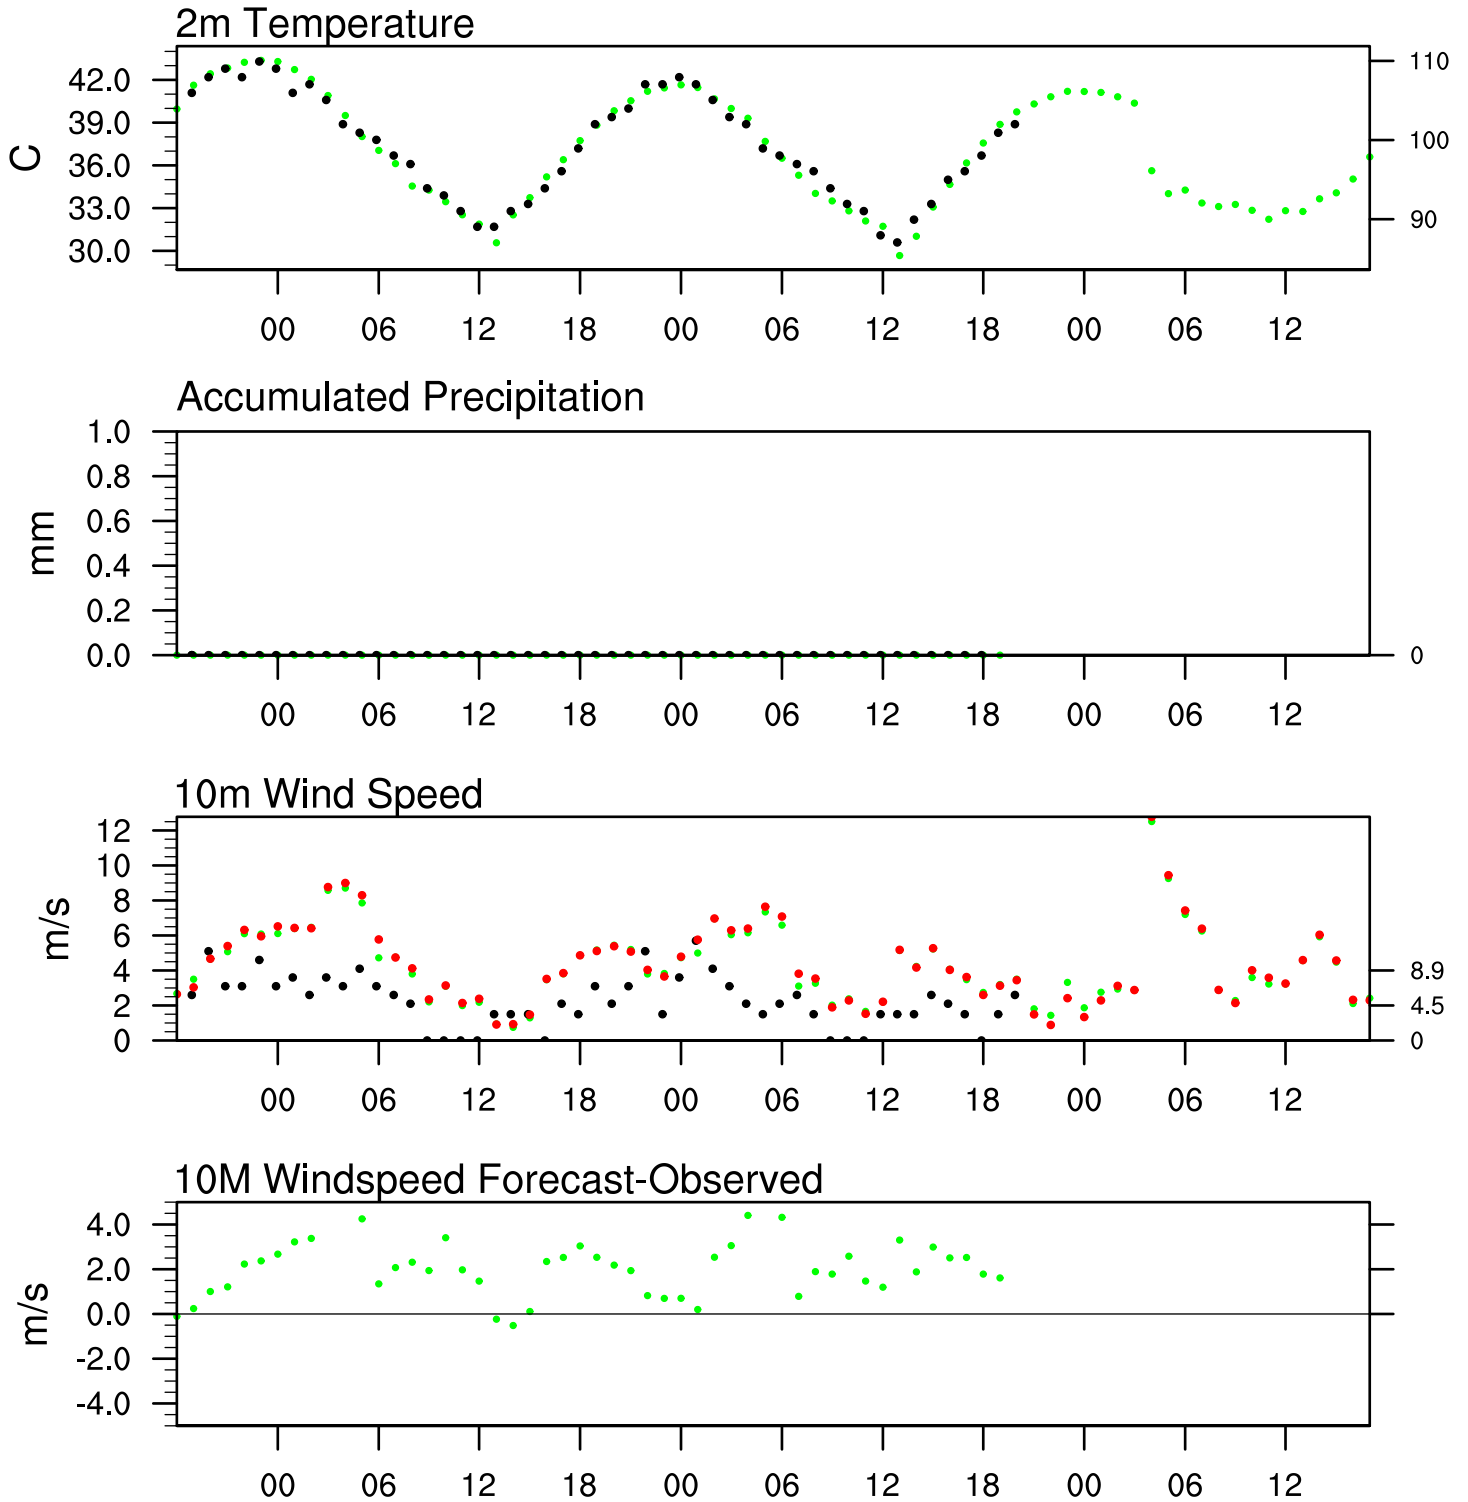 2m Temperature
42.0
39.0
36.0
33.0
30.0
C
110
100
90
00 06 12 18 00 06 12 18 00 06 12
Accumulated Precipitation
1.0
0.8
0.6
0.4
0.2
0.0
mm
0
00 06 12 18 00 06 12 18 00 06 12
10m Wind Speed
12
10
8
6
4
2
0
m/s
8.9
4.5
0
00 06 12 18 00 06 12 18 00 06 12
10M Windspeed Forecast-Observed
4.0
2.0
0.0
-2.0
-4.0
m/s
00 06 12 18 00 06 12 18 00 06 12